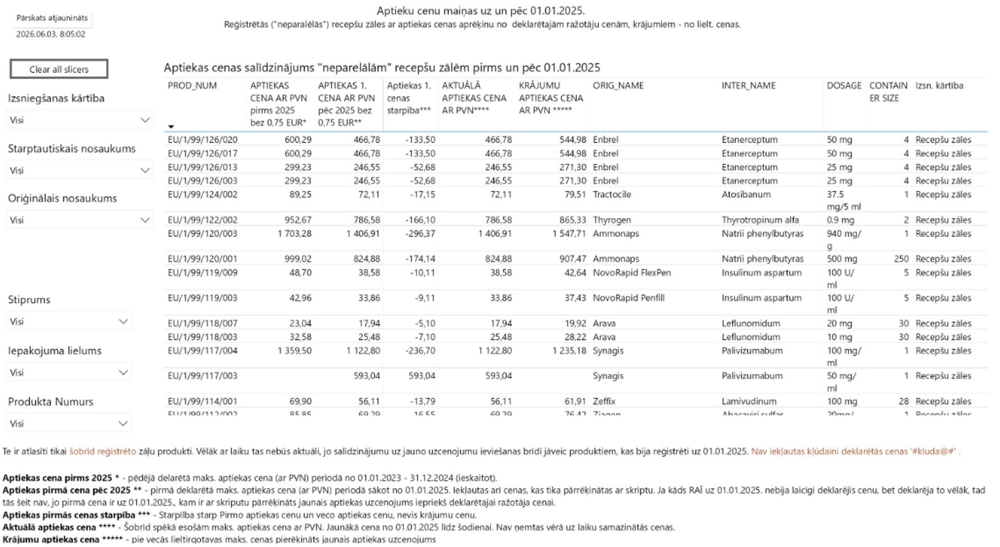 Aptieku cenu maiņas uz un pēc 01.01.2025.
Pārskats atjaunināts
Reģistrētās ("neparalēlās") recepšu zāles ar aptiekas cenas aprēķinu no deklarētajām ražotāju cenām, krājumiem - no lielt. cenas.
2026.06.03. 8:05:02
Clear all slicers
Aptiekas cenas salīdzinājums "neparelālām" recepšu zālēm pirms un pēc 01.01.2025
Izsniegšanas kārtība
Visi
Starptautiskais nosaukums
Visi
Oriģinālais nosaukums
Visi
Stiprums
Visi
Iepakojuma lielums
Visi
Produkta Numurs
Visi
PROD_NUM APTIEKAS CENA AR PVN pirms 2025 bez 0,75 EUR* APTIEKAS 1. CENA AR PVN pēc 2025 bez 0,75 EUR** Aptiekas 1. cenas starpība*** AKTUĀLĀ APTIEKAS CENA AR PVN**** KRĀJUMU APTIEKAS CENA AR PVN ***** ORIG_NAME INTER_NAME DOSAGE CONTAIN ER SIZE Izsn. kārtība
EU/1/99/126/020 600,29 466,78 -133,50 466,78 544,98 Enbrel Etanerceptum 50 mg 4 Recepšu zāles
EU/1/99/126/017 600,29 466,78 -133,50 466,78 544,98 Enbrel Etanerceptum 50 mg 4 Recepšu zāles
EU/1/99/126/013 299,23 246,55 -52,68 246,55 271,30 Enbrel Etanerceptum 25 mg 4 Recepšu zāles
EU/1/99/126/003 299,23 246,55 -52,68 246,55 271,30 Enbrel Etanerceptum 25 mg 4 Recepšu zāles
EU/1/99/124/002 89,25 72,11 -17,15 72,11 79,51 Tractocile Atosibanum 37.5 mg/5 ml 1 Recepšu zāles
EU/1/99/122/002 952,67 786,58 -166,10 786,58 865,33 Thyrogen Thyrotropinum alfa 0.9 mg 2 Recepšu zāles
EU/1/99/120/003 1 703,28 1 406,91 -296,37 1 406,91 1 547,71 Ammonaps Natrii phenylbutyras 940 mg/ g 1 Recepšu zāles
EU/1/99/120/001 999,02 824,88 -174,14 824,88 907,47 Ammonaps Natrii phenylbutyras 500 mg 250 Recepšu zāles
EU/1/99/119/009 48,70 38,58 -10,11 38,58 42,64 NovoRapid FlexPen Insulinum aspartum 100 U/ ml 5 Recepšu zāles
EU/1/99/119/003 42,96 33,86 -9,11 33,86 37,43 NovoRapid Penfill Insulinum aspartum 100 U/ ml 5 Recepšu zāles
EU/1/99/118/007 23,04 17,94 -5,10 17,94 19,92 Arava Leflunomidum 20 mg 30 Recepšu zāles
EU/1/99/118/003 32,58 25,48 -7,10 25,48 28,22 Arava Leflunomidum 10 mg 30 Recepšu zāles
EU/1/99/117/004 1 359,50 1 122,80 -236,70 1 122,80 1 235,18 Synagis Palivizumabum 100 mg/ ml 1 Recepšu zāles
EU/1/99/117/003 593,04 593,04 593,04 Synagis Palivizumabum 50 mg/ ml 1 Recepšu zāles
EU/1/99/114/001 69,90 56,11 -13,79 56,11 61,91 Zeffix Lamivudinum 100 mg 28 Recepšu zāles
EU/1/99/112/002 85,85 69,29 -16,55 69,29 76,42 Ziagen Abacaviri sulfas 20mg/ 1 Recepšu zāles
Te ir atlasīti tikai šobrīd reģistrēto zāļu produkti. Vēlāk ar laiku tas nebūs aktuāli, jo salīdzinājumu uz jauno uzcenojumu ieviešanas brīdī jāveic produktiem, kas bija reģistrēti uz 01.01.2025. Nav iekļautas kļūdaini deklarētās cenas '#kluda@#' .
Aptiekas cena pirms 2025 * - pēdējā delarētā maks. aptiekas cena (ar PVN) periodā no 01.01.2023 - 31.12.2024 (ieskaitot).
Aptiekas pirmā cena pēc 2025 ** - pirmā deklarētā maks. aptiekas cena (ar PVN) periodā sākot no 01.01.2025. Iekļautas arī cenas, kas tika pārrēķinātas ar skriptu. Ja kāds RAĪ uz 01.01.2025. nebija laicīgi deklarējis cenu, bet deklarēja to vēlāk, tad
tās šeit nav, jo pirmā cena ir uz 01.01.2025., kam ir ar skriputu pārrēķināts jaunais aptiekas uzcenojums iepriekš deklarētajai ražotāja cenai.
Aptiekas pirmās cenas starpība *** - Starpība starp Pirmo aptiekas cenu un veco aptiekas cenu, nevis krājumu cenu.
Aktuālā aptiekas cena **** - Šobrīd spēkā esošām maks. aptiekas cena ar PVN. Jaunākā cena no 01.01.2025 līdz šodienai. Nav ņemtas vērā uz laiku samazinātās cenas.
Krājumu aptiekas cena ***** - pie vecās lieltirgotavas maks. cenas pierēķināts jaunais aptiekas uzcenojums